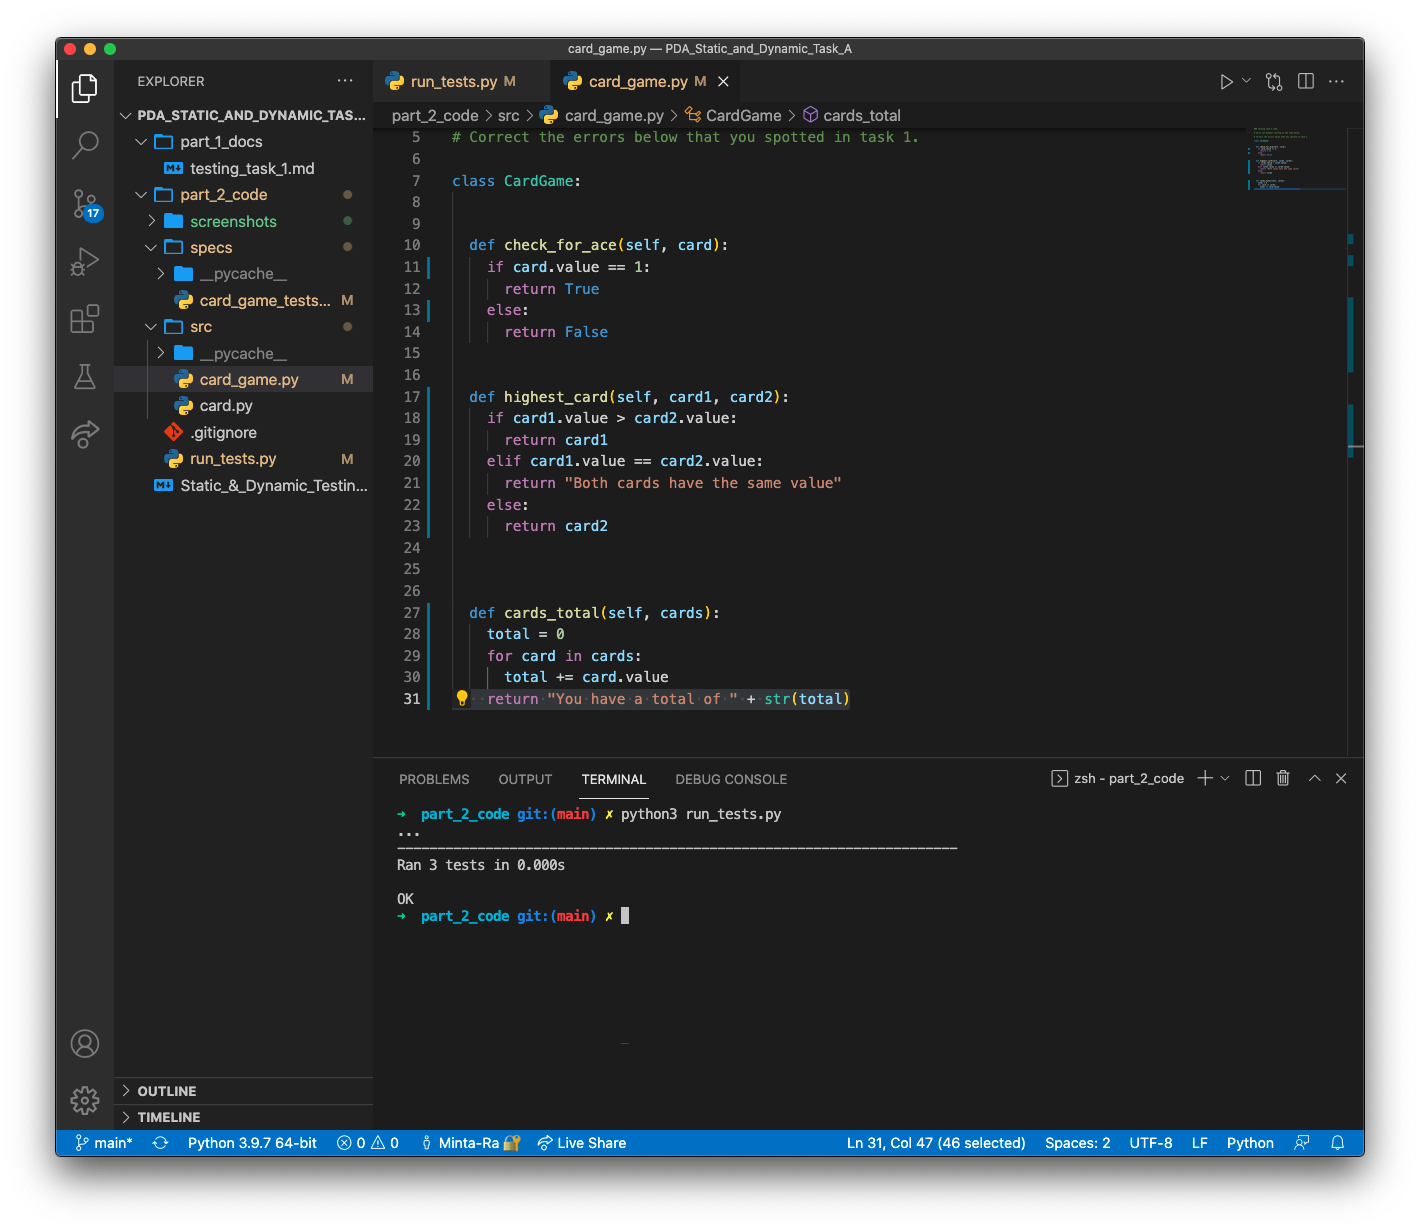 card_game.py — PDA_Static_and_Dynamic_Task_A
EXPLORER
run_tests.py M
card_game.py M
part_2_code > src > card_game.py > CardGame > cards_total
PDA_STATIC_AND_DYNAMIC_TAS...
part_1_docs
testing_task_1.md
part_2_code
screenshots
specs
__pycache__
card_game_tests... M
src
__pycache__
card_game.py M
card.py
.gitignore
run_tests.py M
Static_&_Dynamic_Testin...
17
OUTLINE
TIMELINE
5 # Correct the errors below that you spotted in task 1.
6
7 class CardGame:
8
9
10 def check_for_ace(self, card):
11 if card.value == 1:
12 return True
13 else:
14 return False
15
16
17 def highest_card(self, card1, card2):
18 if card1.value > card2.value:
19 return card1
20 elif card1.value == card2.value:
21 return "Both cards have the same value"
22 else:
23 return card2
24
25
26
27 def cards_total(self, cards):
28 total = 0
29 for card in cards:
30 total += card.value
31 return "You have a total of " + str(total)
PROBLEMS OUTPUT TERMINAL DEBUG CONSOLE
zsh - part_2_code
➜ part_2_code git:(main) ✗ python3 run_tests.py
...
----------------------------------------------------------------------
Ran 3 tests in 0.000s
OK
➜ part_2_code git:(main) ✗
main* Python 3.9.7 64-bit 0 0 Minta-Ra Live Share Ln 31, Col 47 (46 selected) Spaces: 2 UTF-8 LF Python